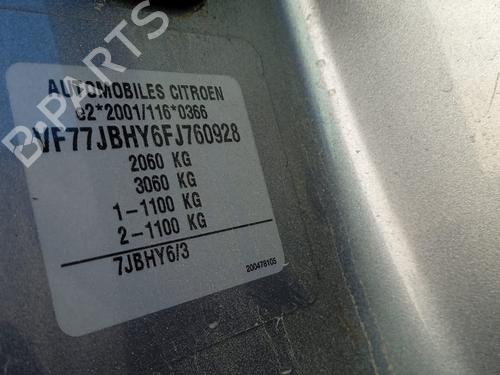 B-PARTS
AUTOMOBILES CITROEN
e2*2001/116*0366
VF77JBHY6FJ760928
2060 KG
3060 KG
1-1100 KG
2-1100 KG
7JBHY6/3
200478105